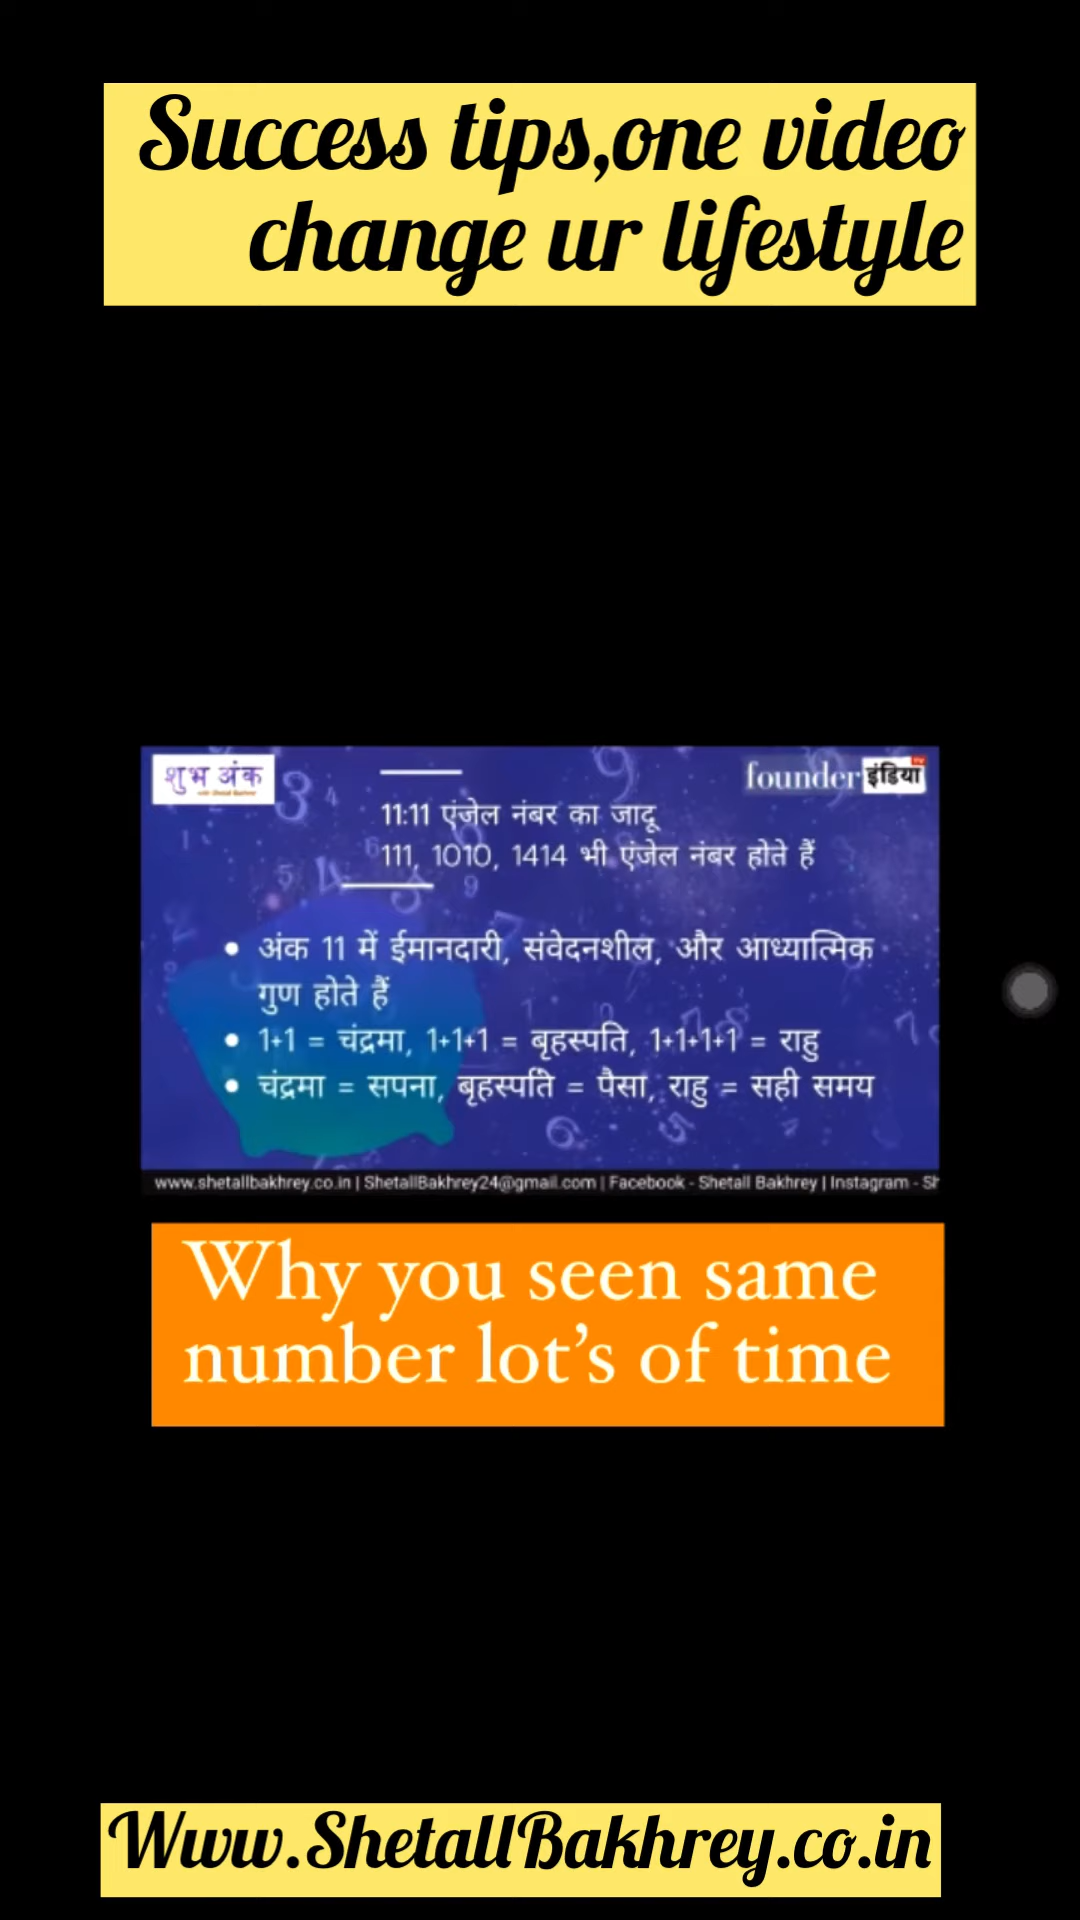 Success tips,one video
change ur lifestyle
शुभ अंक
founder इंडिया
11:11 एंजेल नंबर का जादू
111, 1010, 1414 भी एंजेल नंबर होते हैं
• अंक 11 में ईमानदारी, संवेदनशील, और आध्यात्मिक
गुण होते हैं
• 1+1 = चंद्रमा, 1+1+1 = बृहस्पति, 1+1+1+1 = राहु
• चंद्रमा = सपना, बृहस्पति = पैसा, राहु = सही समय
www.shetallbakhrey.co.in | ShetallBakhrey24@gmail.com | Facebook - Shetall Bakhrey | Instagram - Sh
Why you seen same
number lot's of time
Www.ShetallBakhrey.co.in